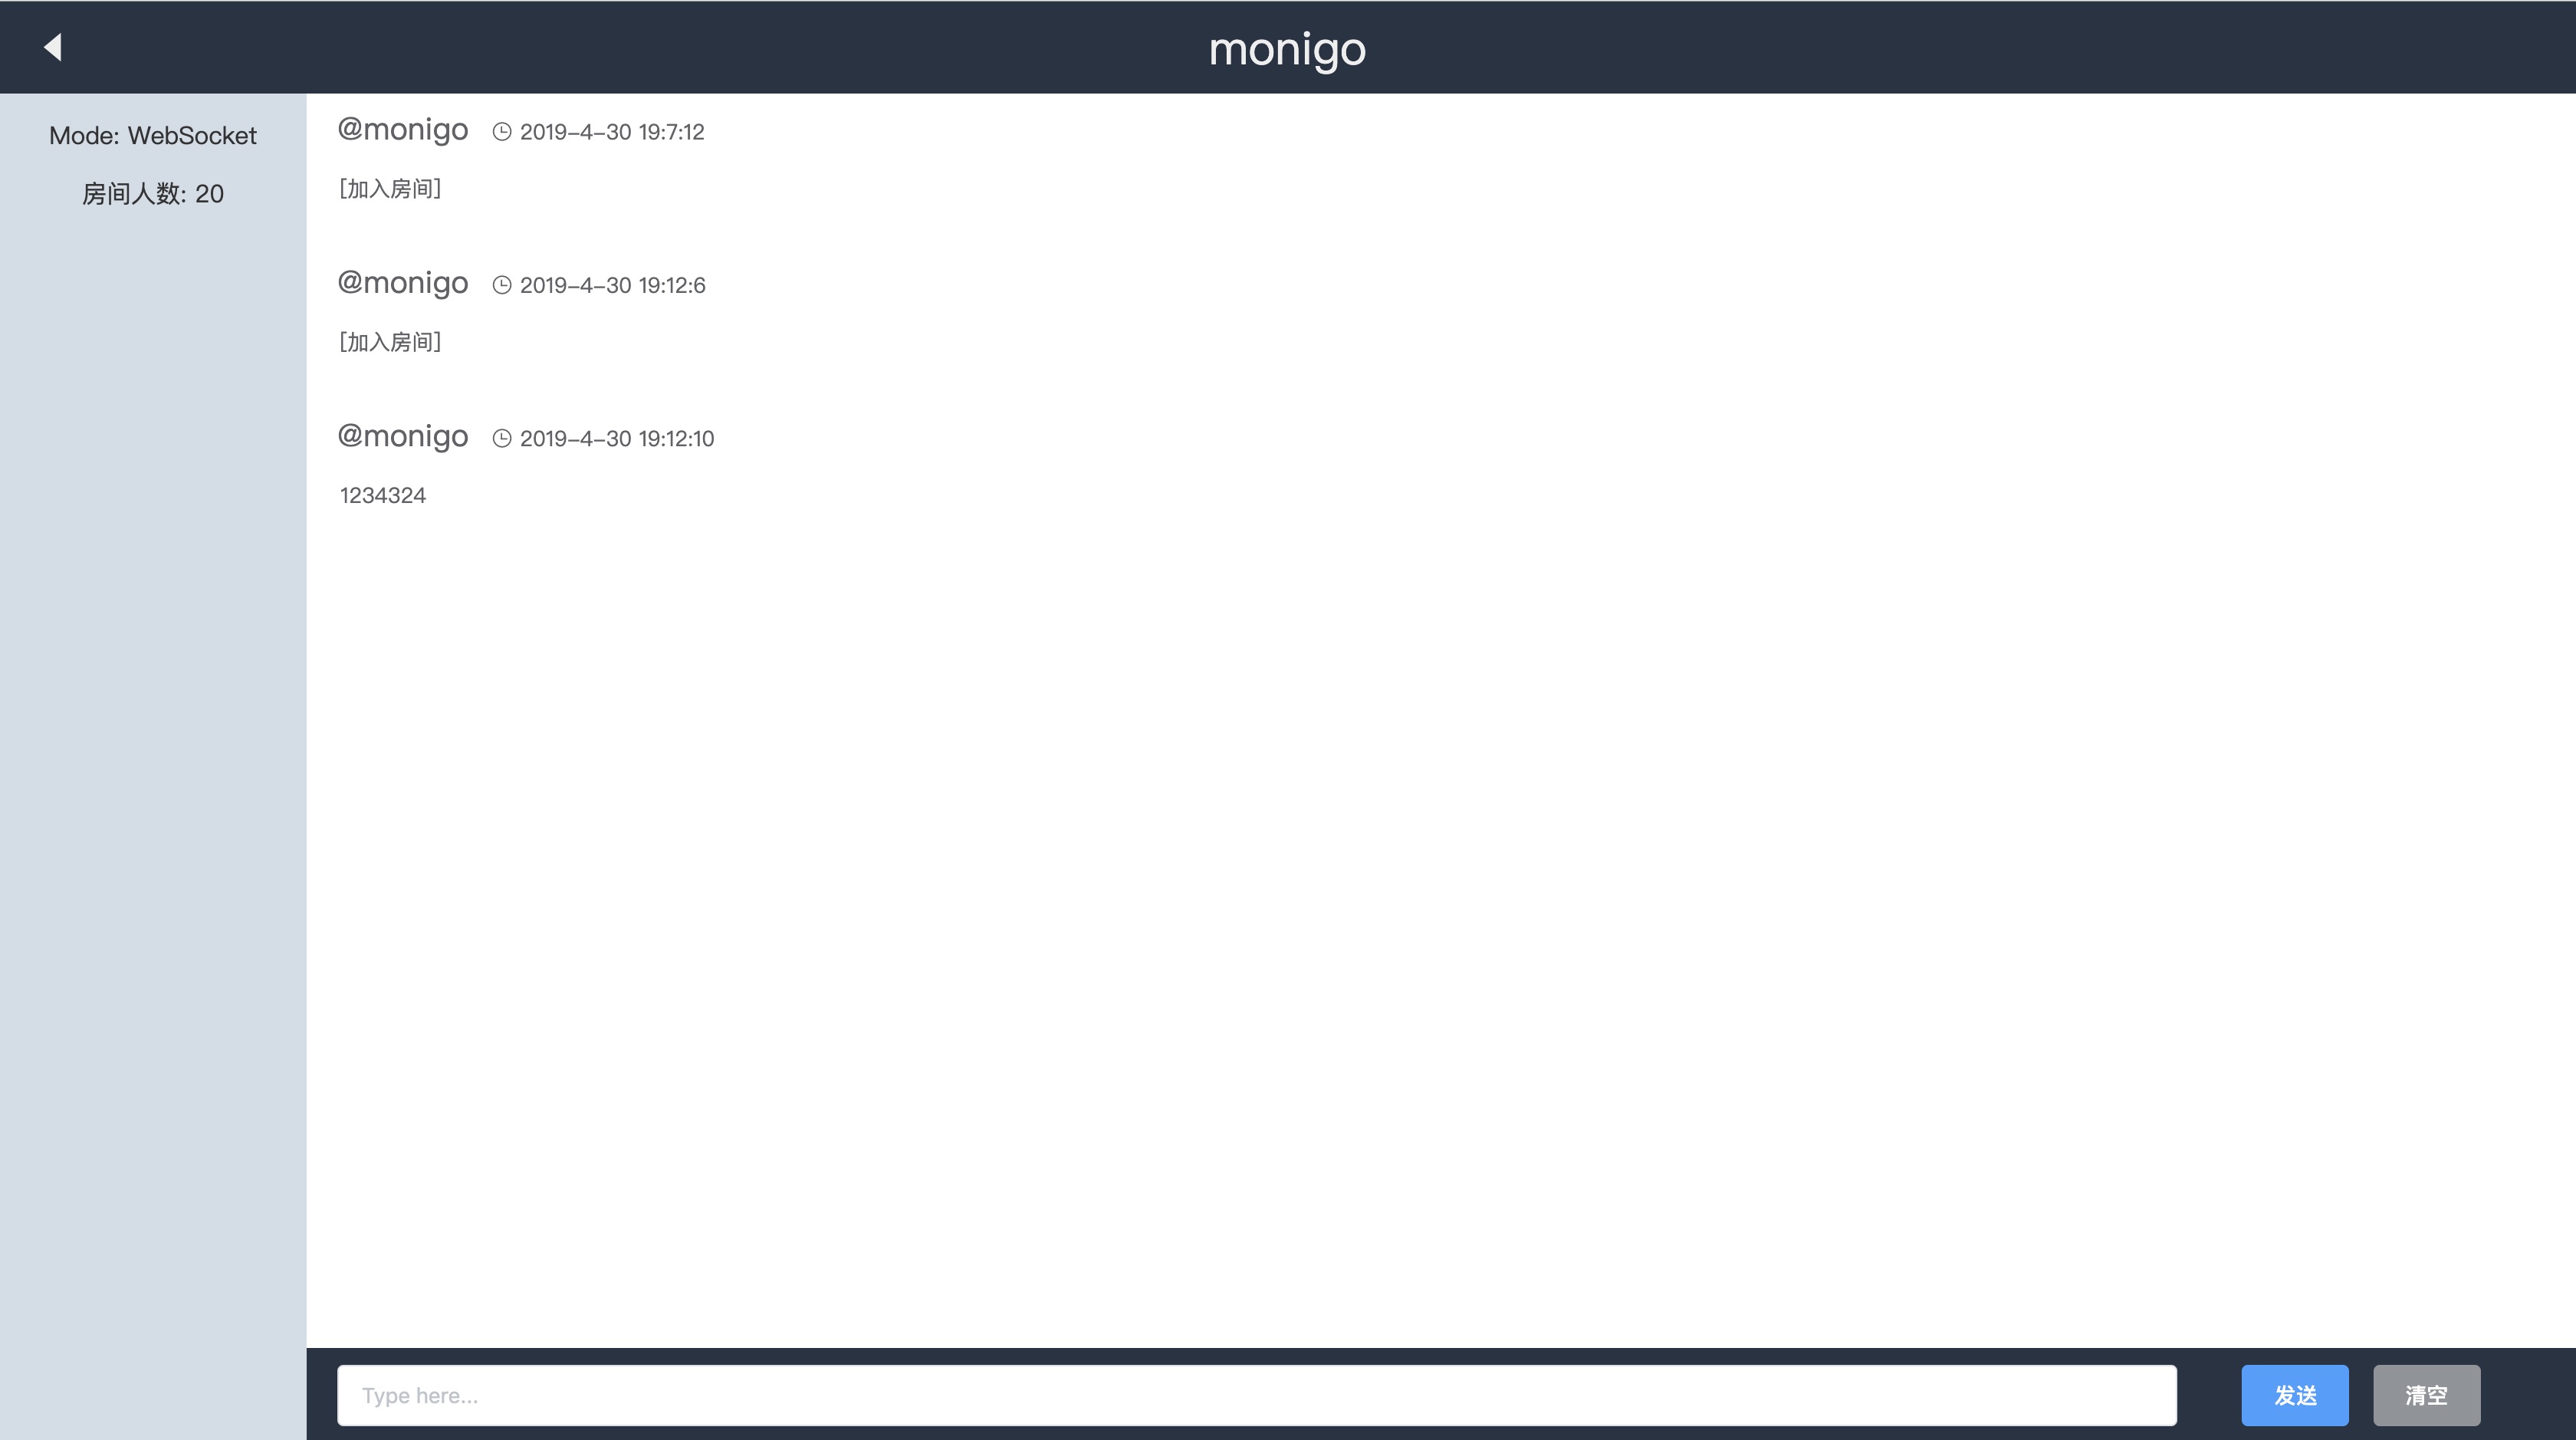 monigo
Mode: WebSocket
房间人数: 20
@monigo 2019-4-30 19:7:12
[加入房间]
@monigo 2019-4-30 19:12:6
[加入房间]
@monigo 2019-4-30 19:12:10
1234324
Type here...
发送 清空